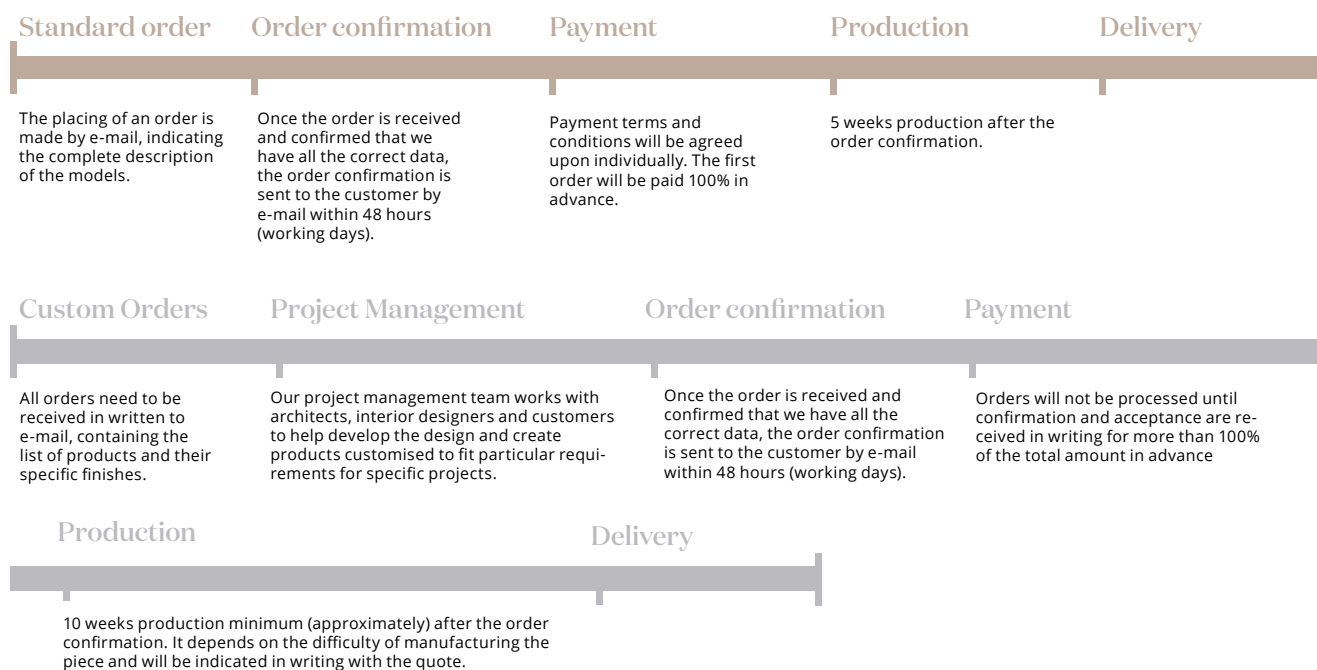 Standard order
Order confirmation
Payment
Production
Delivery
The placing of an order is
made by e-mail, indicating
the complete description
of the models.
Once the order is received
and confirmed that we
have all the correct data,
the order confirmation is
sent to the customer by
e-mail within 48 hours
(working days).
Payment terms and
conditions will be agreed
upon individually. The first
order will be paid 100% in
advance.
5 weeks production after the
order confirmation.
Custom Orders
Project Management
Order confirmation
Payment
All orders need to be
received in written to
e-mail, containing the
list of products and their
specific finishes.
Our project management team works with
architects, interior designers and customers
to help develop the design and create
products customised to fit particular requi-
rements for specific projects.
Once the order is received and
confirmed that we have all the
correct data, the order confirmation
is sent to the customer by e-mail
within 48 hours (working days).
Orders will not be processed until
confirmation and acceptance are re-
ceived in writing for more than 100%
of the total amount in advance
Production
Delivery
10 weeks production minimum (approximately) after the order
confirmation. It depends on the difficulty of manufacturing the
piece and will be indicated in writing with the quote.